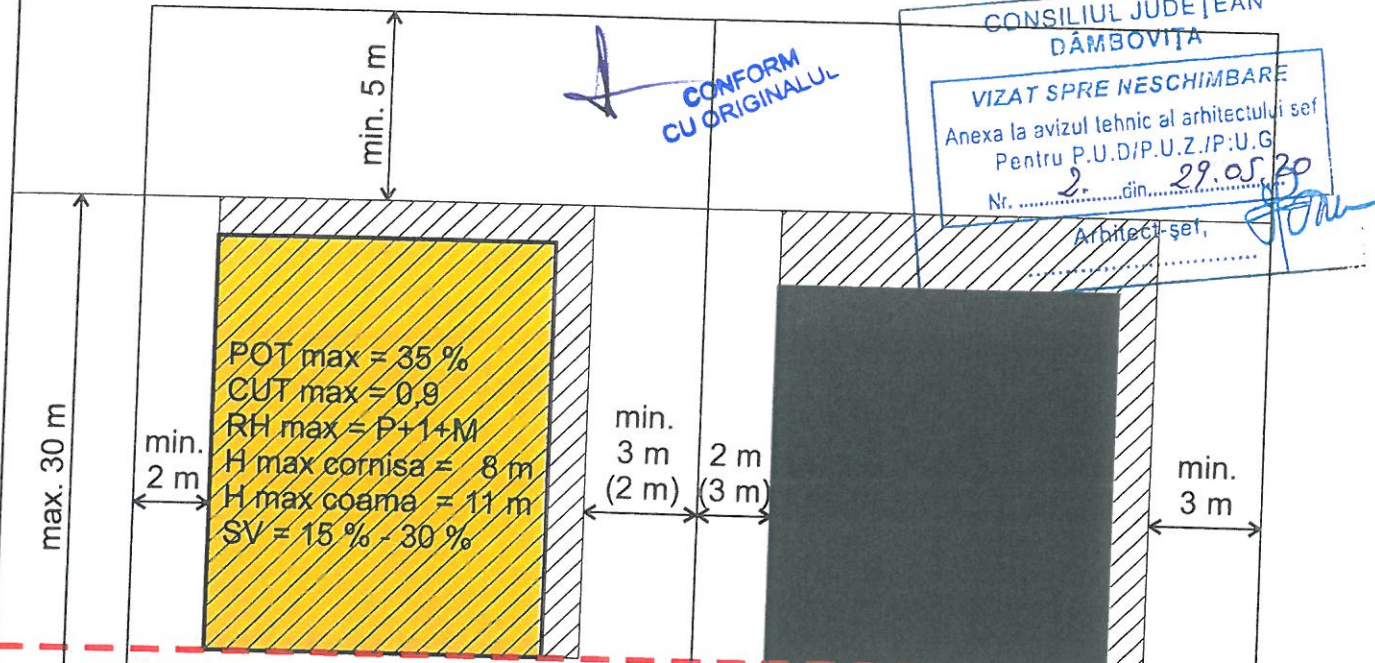 CONSILIUL JUDEȚEAN
DÂMBOVIȚA
VIZAT SPRE NESCHIMBARE
Anexa la avizul tehnic al arhitectului sef
Pentru P.U.D/P.U.Z./P.U.G
Nr. 2. din 29.05.20
Arhitect-șef,
CONFORM
CU ORIGINALUL
min. 5 m
max. 30 m
min.
2 m
POT max = 35 %
CUT max = 0,9
RH max = P+1+M
H max cornisa = 8 m
H max coama = 11 m
SV = 15 % - 30 %
min.
3 m
(2 m)
2 m
(3 m)
min.
3 m